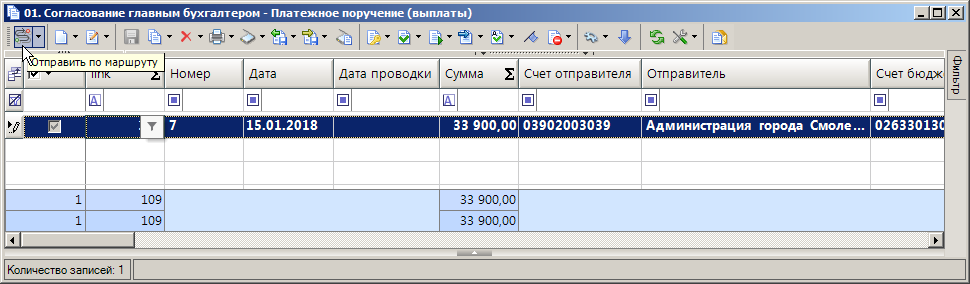 01. Согласование главным бухгалтером - Платежное поручение (выплаты)
Отправить по маршруту
Фильтр
link Σ Номер Дата Дата проводки Сумма Σ Счет отправителя Отправитель Счет бюдж
7 15.01.2018 33 900,00 03902003039 Администрация города Смоле... 026330130
1 109 33 900,00
1 109 33 900,00
Количество записей: 1